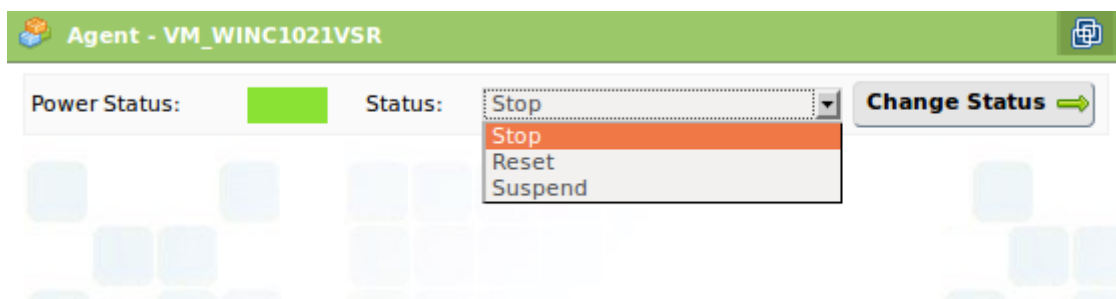 Agent - VM_WINC1021VSR
Power Status: Status: Stop Change Status
Stop
Reset
Suspend